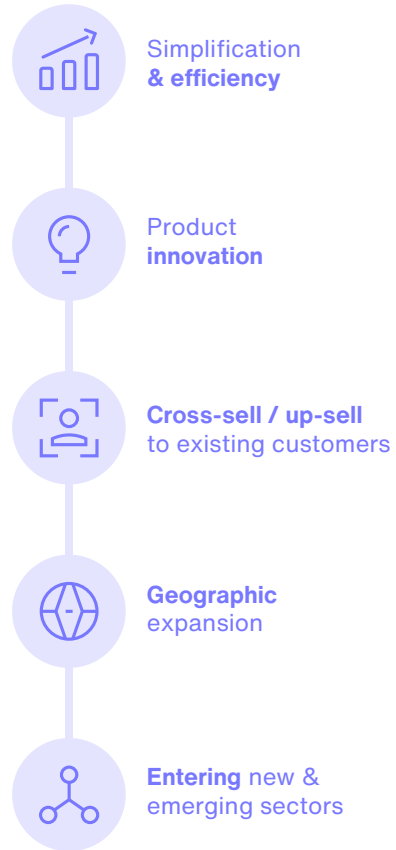 Simplification
& efficiency
Product
innovation
Cross-sell / up-sell
to existing customers
Geographic
expansion
Entering new &
emerging sectors